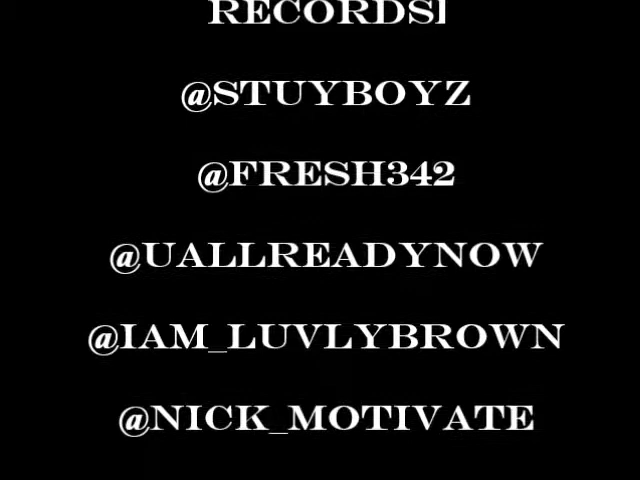 RECORDS]
@STUYBOYZ
@FRESH342
@UALLREADYNOW
@IAM_LUVLYBROWN
@NICK_MOTIVATE